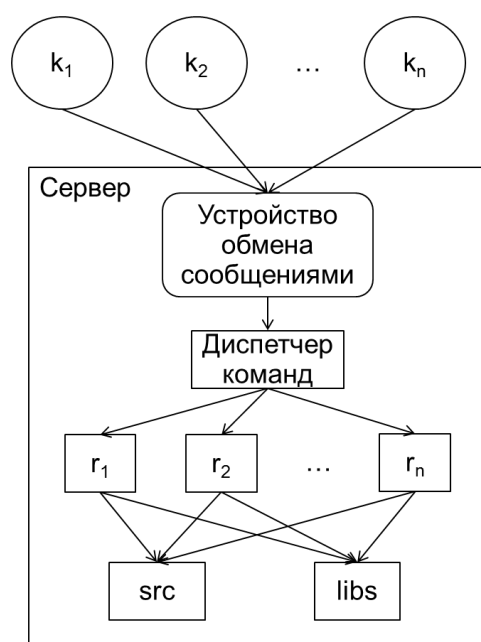 k₁ k₂ … kₙ
Сервер
Устройство
обмена
сообщениями
Диспетчер
команд
r₁ r₂ … rₙ
src libs